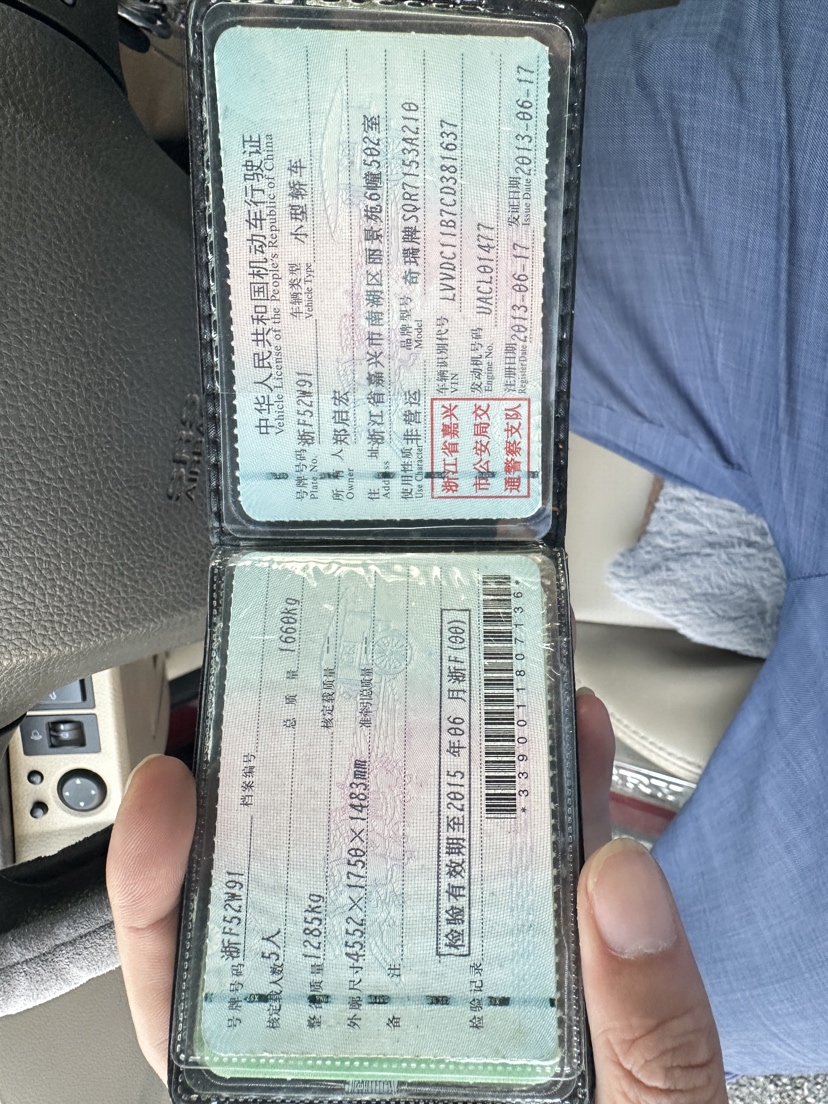 中华人民共和国机动车行驶证
Vehicle License of the People's Republic of China
号牌号码 浙F52W91 车辆类型 小型轿车
Plate No. Vehicle Type
所有人 郑启宏
Owner
住址 浙江省嘉兴市南湖区丽景苑6幢502室
Address
使用性质 非营运 品牌型号 奇瑞牌SQR7153A210
Use Character Model
浙江省嘉兴
市公安局交
通警察支队
车辆识别代号 LVVDC11B7CD381637
VIN
发动机号码 UACL01477
Engine No.
注册日期 2013-06-17 发证日期 2013-06-17
Register Date Issue Date
号牌号码 浙F52W91 档案编号
核定载人数 5人 总质量 1660kg
整备质量 1285kg 核定载质量 --
外廓尺寸 4552×1750×1483mm 准牵引总质量 --
备注
检验有效期至2015年06月浙F(00)
检验记录
*3390011807136*
SRS
AIRBAG